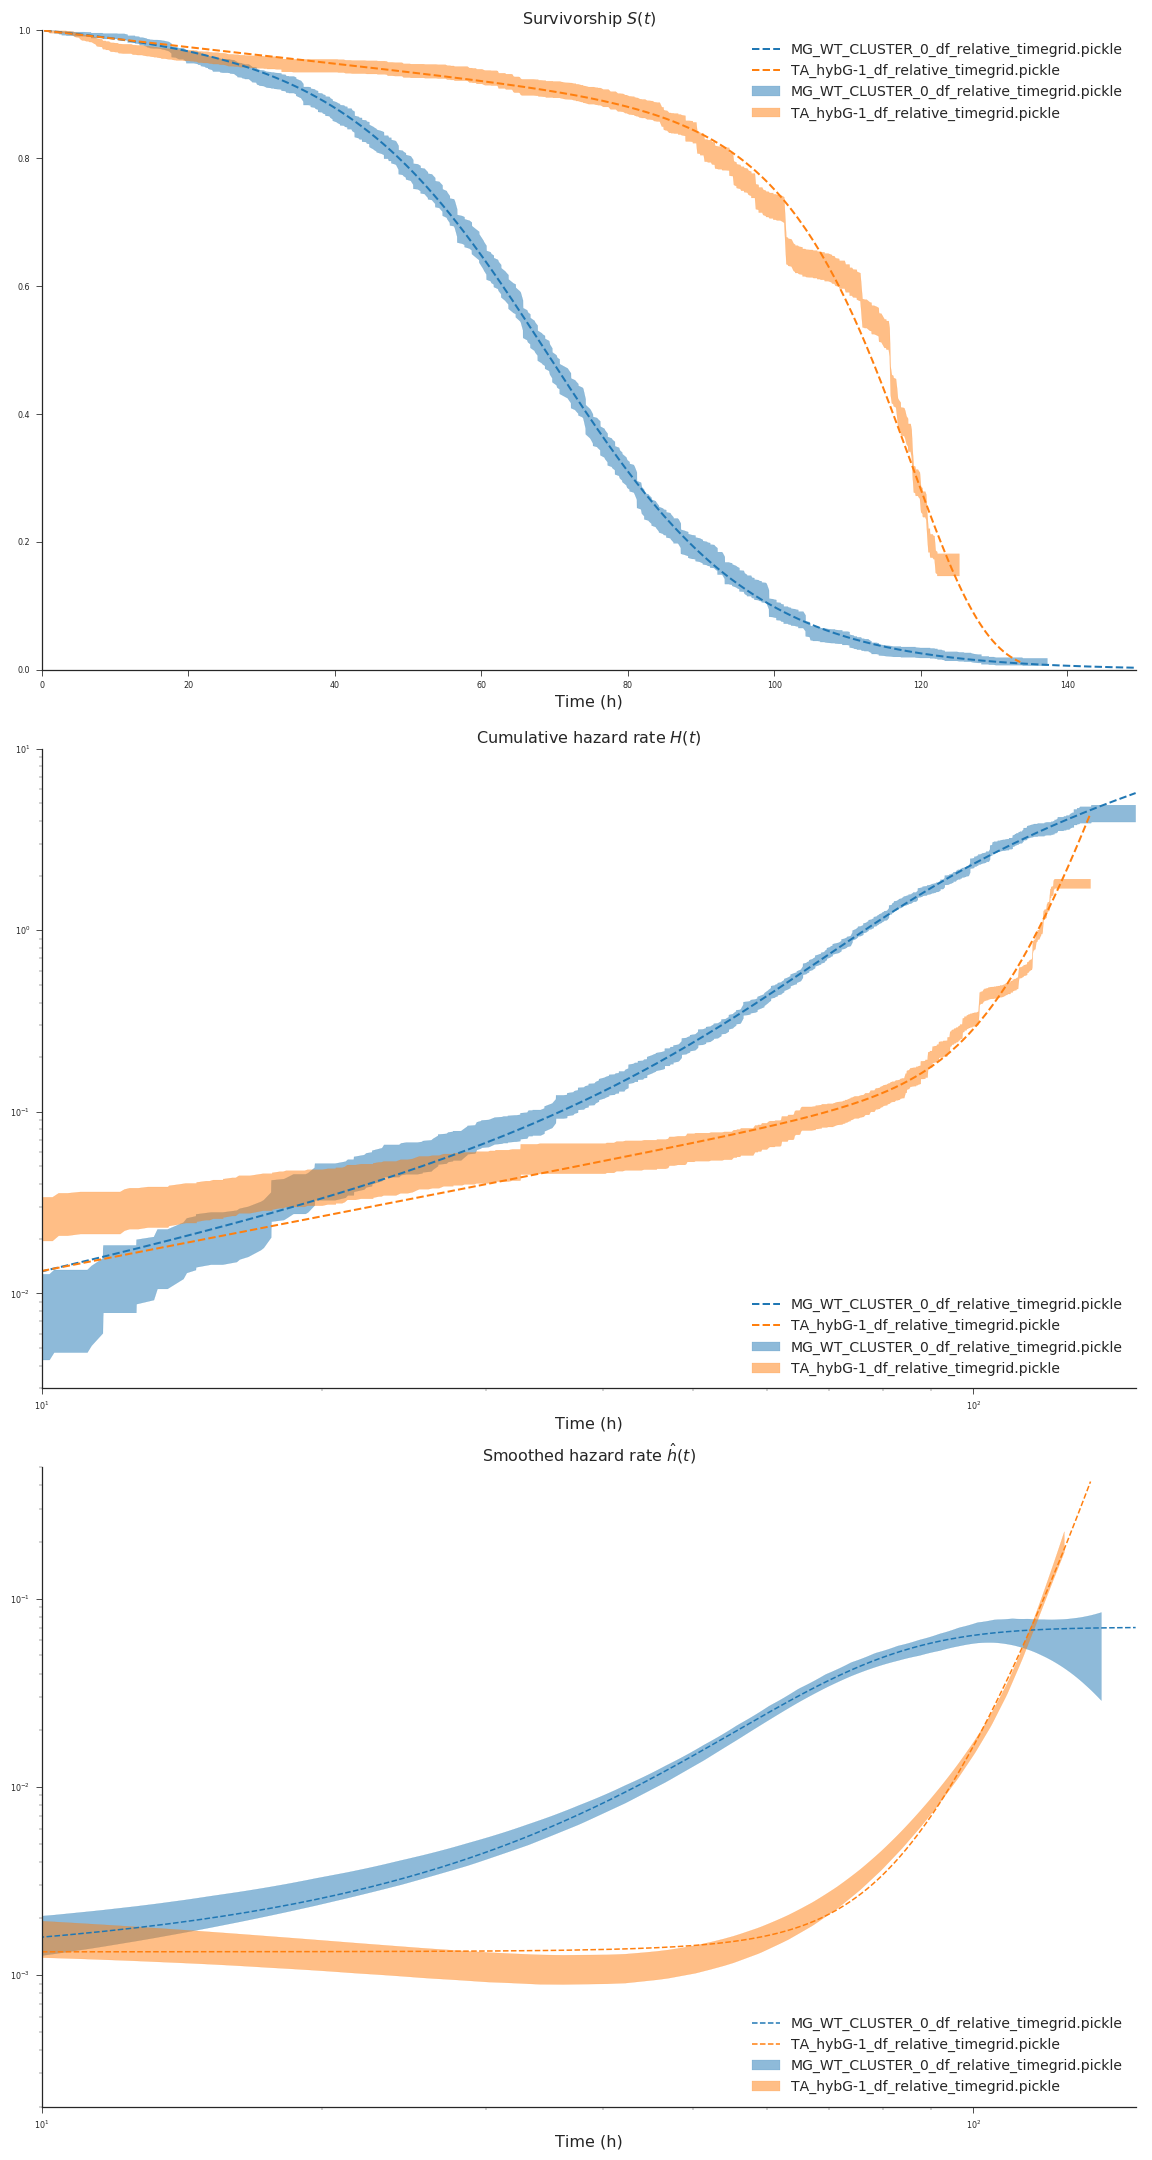 Survivorship S(t)
1.0
0.8
0.6
0.4
0.2
0.0
MG_WT_CLUSTER_0_df_relative_timegrid.pickle
TA_hybG-1_df_relative_timegrid.pickle
MG_WT_CLUSTER_0_df_relative_timegrid.pickle
TA_hybG-1_df_relative_timegrid.pickle
0 20 40 60 80 100 120 140
Time (h)
Cumulative hazard rate H(t)
10¹
10⁰
10⁻¹
10⁻²
MG_WT_CLUSTER_0_df_relative_timegrid.pickle
TA_hybG-1_df_relative_timegrid.pickle
MG_WT_CLUSTER_0_df_relative_timegrid.pickle
TA_hybG-1_df_relative_timegrid.pickle
10¹ 10²
Time (h)
Smoothed hazard rate ĥ(t)
10⁻¹
10⁻²
10⁻³
MG_WT_CLUSTER_0_df_relative_timegrid.pickle
TA_hybG-1_df_relative_timegrid.pickle
MG_WT_CLUSTER_0_df_relative_timegrid.pickle
TA_hybG-1_df_relative_timegrid.pickle
10¹ 10²
Time (h)